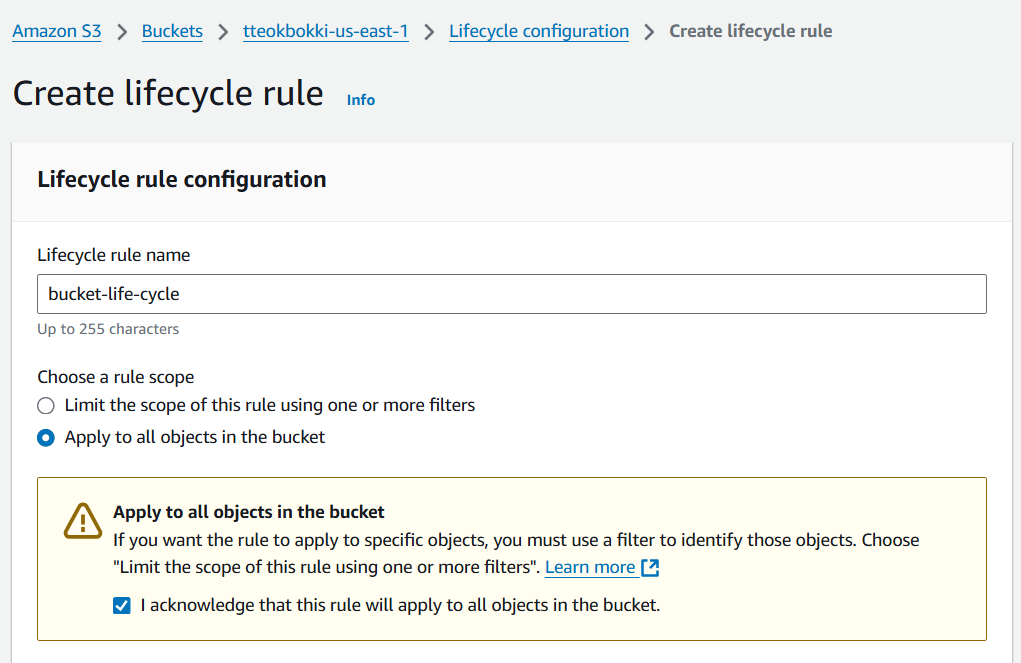 Amazon S3 > Buckets > tteokbokki-us-east-1 > Lifecycle configuration > Create lifecycle rule
Create lifecycle rule Info
Lifecycle rule configuration
Lifecycle rule name
bucket-life-cycle
Up to 255 characters
Choose a rule scope
Limit the scope of this rule using one or more filters
Apply to all objects in the bucket
Apply to all objects in the bucket
If you want the rule to apply to specific objects, you must use a filter to identify those objects. Choose
"Limit the scope of this rule using one or more filters". Learn more
I acknowledge that this rule will apply to all objects in the bucket.